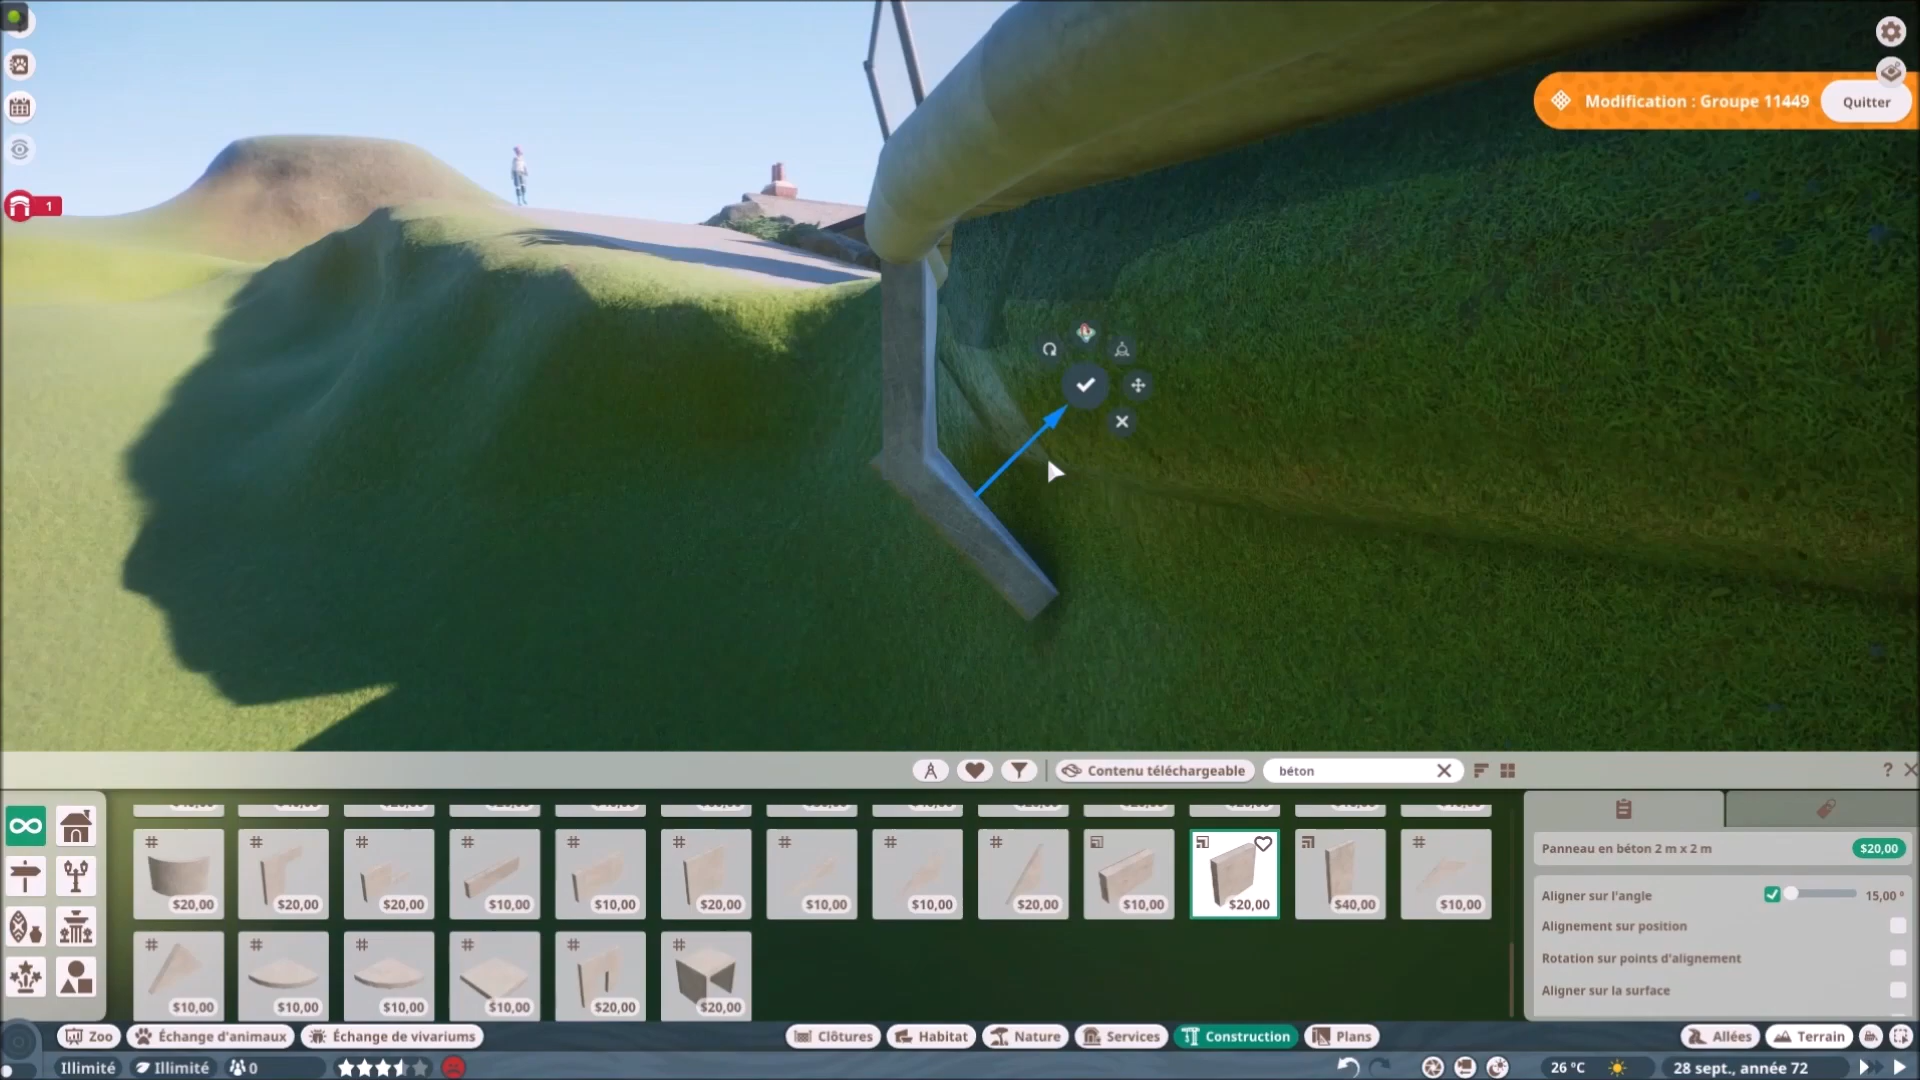 Modification : Groupe 11449
Quitter
1
Contenu téléchargeable
béton
?
$20,00
$20,00
$20,00
$10,00
$10,00
$20,00
$10,00
$10,00
$20,00
$10,00
$20,00
$40,00
$10,00
$10,00
$10,00
$10,00
$10,00
$20,00
$20,00
Panneau en béton 2 m x 2 m
$20,00
Aligner sur l'angle
15,00 °
Alignement sur position
Rotation sur points d'alignement
Aligner sur la surface
Zoo
Échange d'animaux
Échange de vivariums
Clôtures
Habitat
Nature
Services
Construction
Plans
Allées
Terrain
Illimité
Illimité
0
26 °C
28 sept., année 72